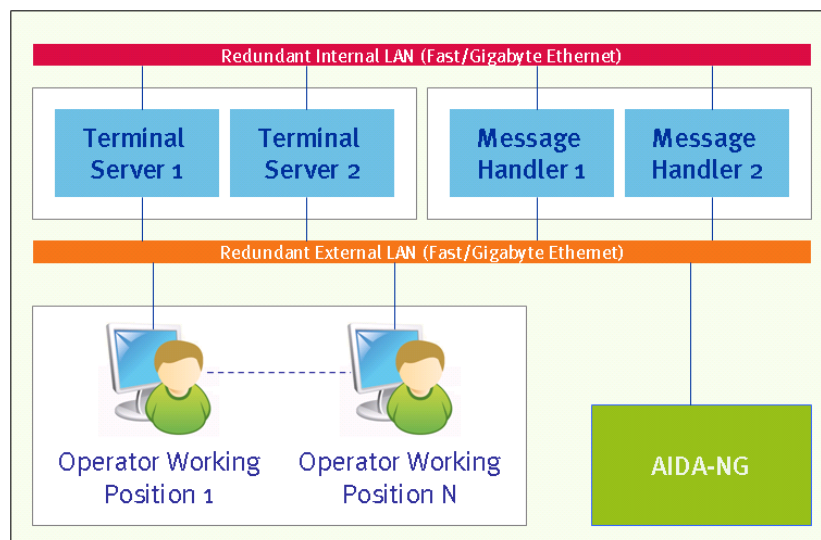 Redundant Internal LAN (Fast/Gigabyte Ethernet)
Terminal
Server 1
Terminal
Server 2
Message
Handler 1
Message
Handler 2
Redundant External LAN (Fast/Gigabyte Ethernet)
Operator Working
Position 1
Operator Working
Position N
AIDA-NG